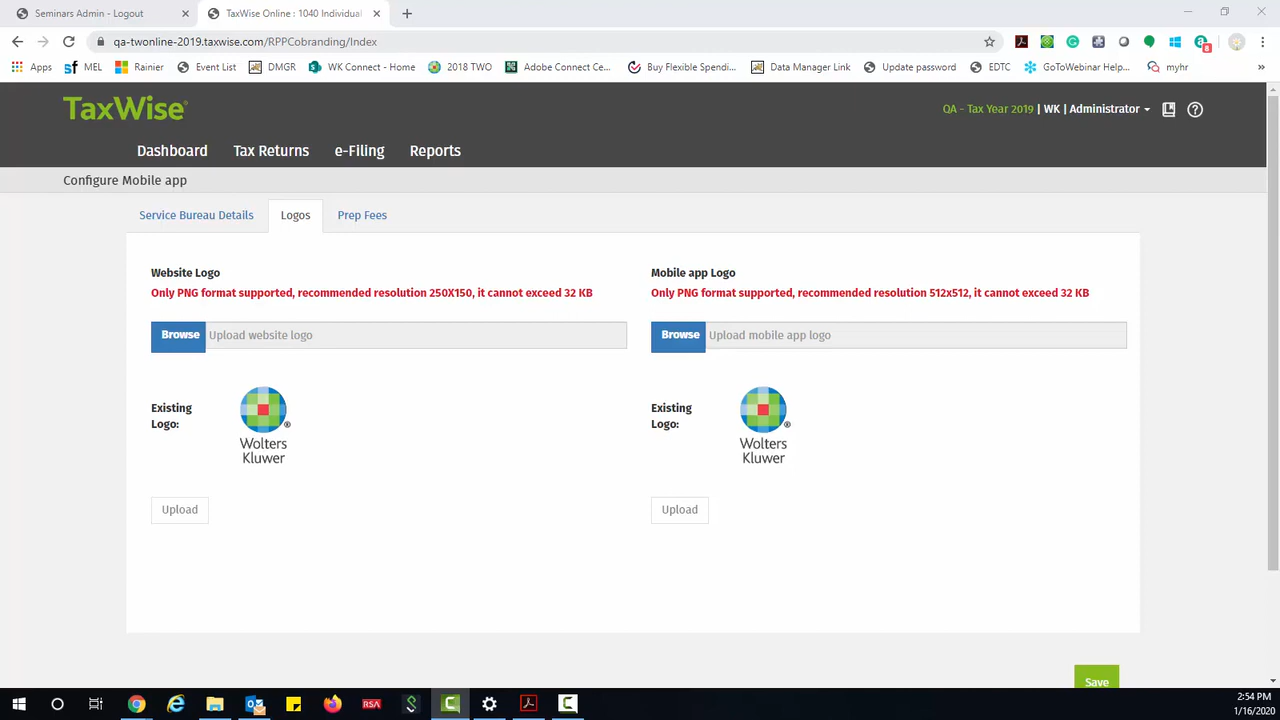 Seminars Admin - Logout
TaxWise Online : 1040 Individual
qa-twonline-2019.taxwise.com/RPPCobranding/Index
8
Apps
MEL
Rainier
Event List
DMGR
WK Connect - Home
2018 TWO
Adobe Connect Ce...
Buy Flexible Spendi...
Data Manager Link
Update password
EDTC
GoToWebinar Help...
myhr
»
TaxWise®
QA - Tax Year 2019 | WK | Administrator
Dashboard
Tax Returns
e-Filing
Reports
Configure Mobile app
Service Bureau Details
Logos
Prep Fees
Website Logo
Only PNG format supported, recommended resolution 250X150, it cannot exceed 32 KB
Browse
Upload website logo
Existing
Logo:
Wolters
Kluwer
®
Upload
Mobile app Logo
Only PNG format supported, recommended resolution 512x512, it cannot exceed 32 KB
Browse
Upload mobile app logo
Existing
Logo:
Wolters
Kluwer
®
Upload
Save
RSA
2:54 PM
1/16/2020